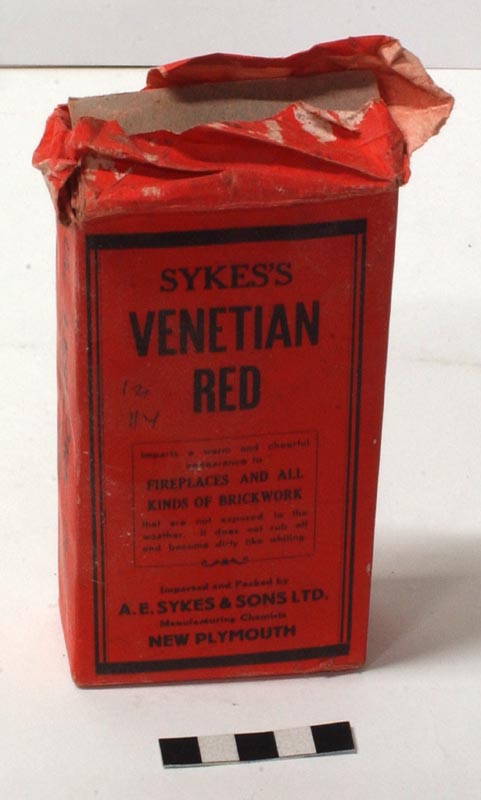 SYKES'S
VENETIAN
RED
Imparts a warm and cheerful
appearance to
FIREPLACES AND ALL
KINDS OF BRICKWORK
that are not exposed to the
weather. It does not rub off
and become dirty like whiting.
Imported and Packed by
A. E. SYKES & SONS LTD.
Manufacturing Chemists
NEW PLYMOUTH